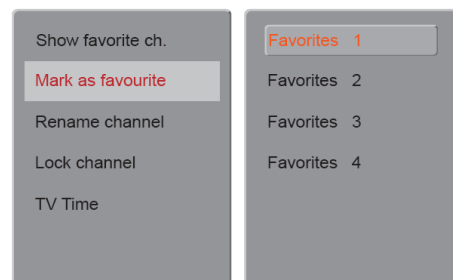 Show favorite ch.
Mark as favourite
Rename channel
Lock channel
TV Time
Favorites 1
Favorites 2
Favorites 3
Favorites 4